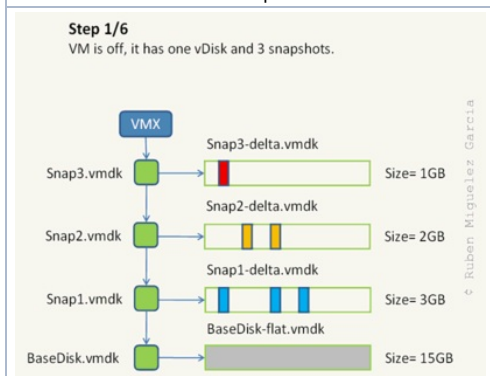 Step 1/6
VM is off, it has one vDisk and 3 snapshots.
VMX
Snap3-delta.vmdk
Snap3.vmdk
Size= 1GB
Snap2-delta.vmdk
Snap2.vmdk
Size= 2GB
Snap1-delta.vmdk
Snap1.vmdk
Size= 3GB
BaseDisk-flat.vmdk
BaseDisk.vmdk
Size= 15GB
© Ruben Miguelez Garcia